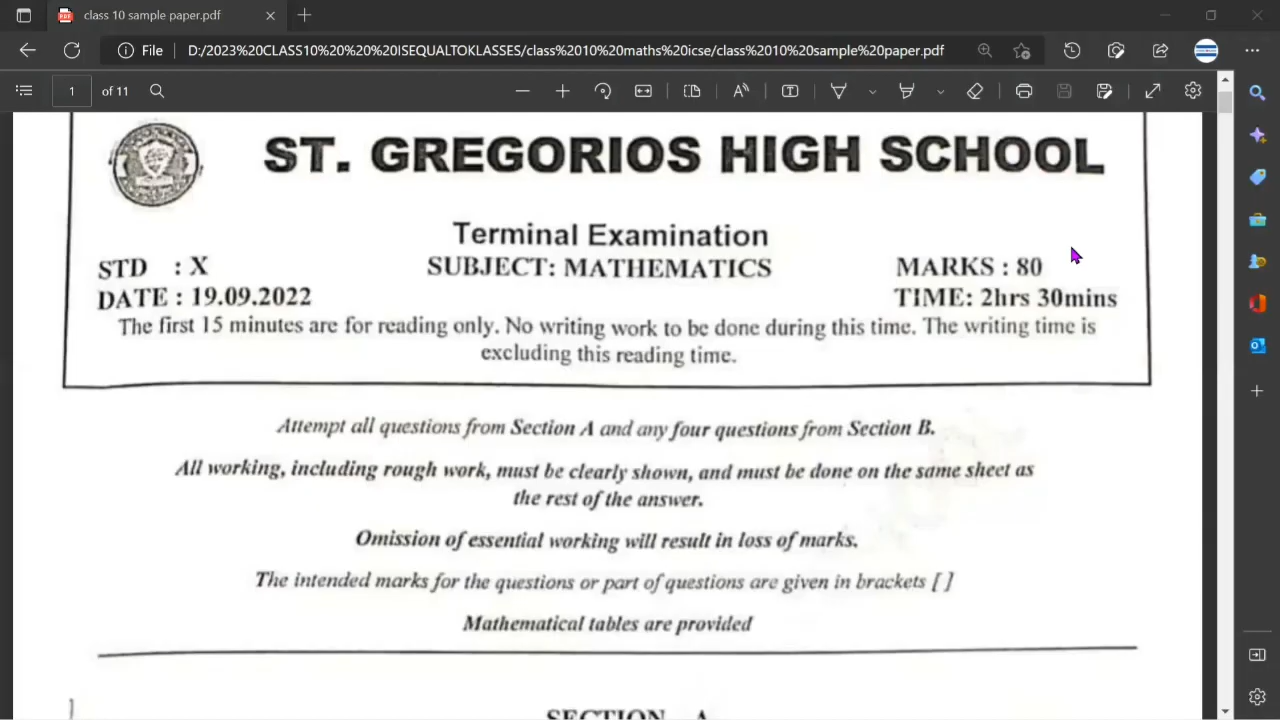 class 10 sample paper.pdf
File
D:/2023%20CLASS10%20%20%20ISEQUALTOKLASSES/class%2010%20maths%20icse/class%2010%20sample%20paper.pdf
1 of 11
ST. GREGORIOS HIGH SCHOOL
Terminal Examination
STD : X SUBJECT: MATHEMATICS MARKS : 80
DATE : 19.09.2022 TIME: 2hrs 30mins
The first 15 minutes are for reading only. No writing work to be done during this time. The writing time is
excluding this reading time.
Attempt all questions from Section A and any four questions from Section B.
All working, including rough work, must be clearly shown, and must be done on the same sheet as
the rest of the answer.
Omission of essential working will result in loss of marks.
The intended marks for the questions or part of questions are given in brackets [ ]
Mathematical tables are provided
SECTION A